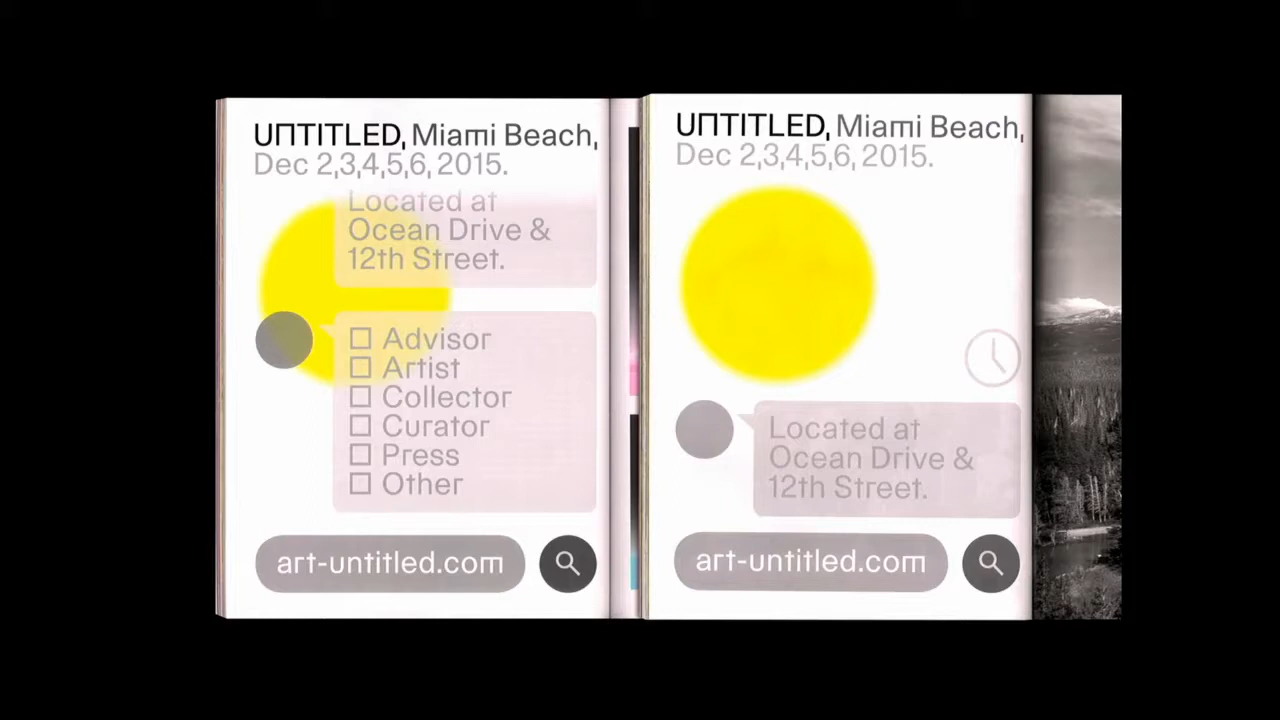 UNTITLED, Miami Beach,
Dec 2,3,4,5,6, 2015.
Located at
Ocean Drive &
12th Street.
Advisor
Artist
Collector
Curator
Press
Other
art-untitled.com
UNTITLED, Miami Beach,
Dec 2,3,4,5,6, 2015.
Located at
Ocean Drive &
12th Street.
art-untitled.com